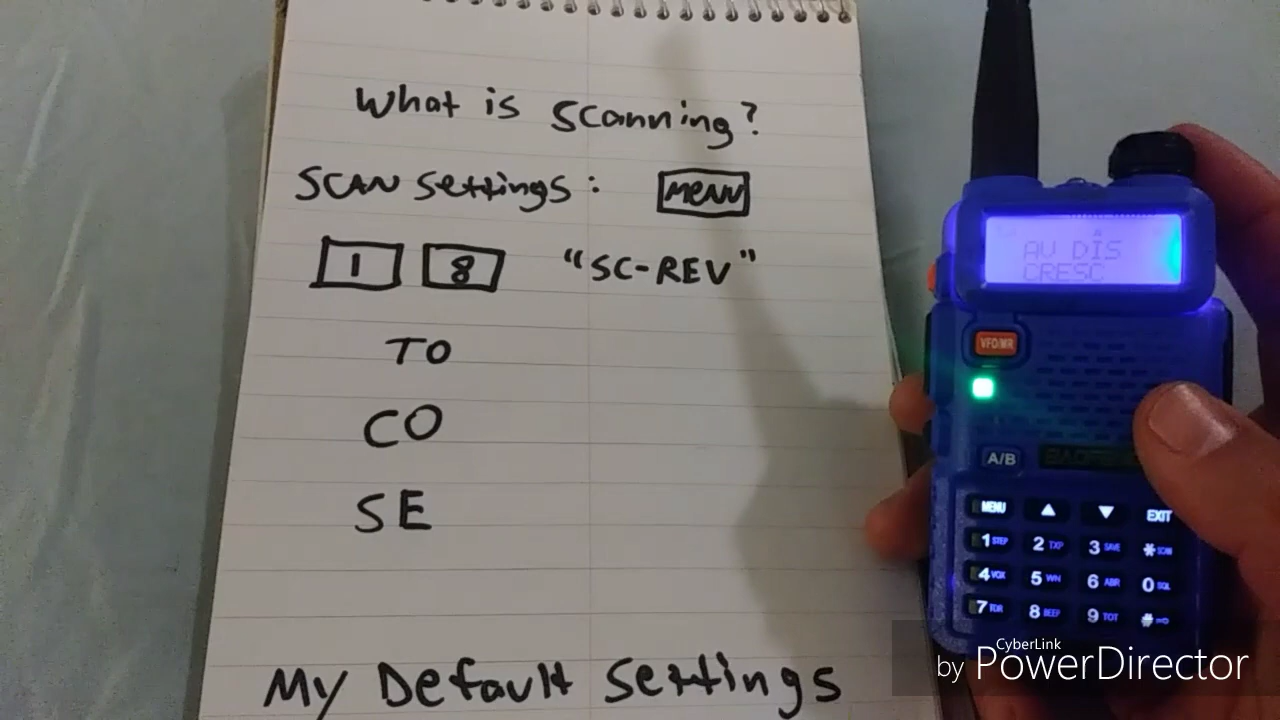 What is Scanning?
SCAN Settings: MENU
1 8 "SC-REV"
TO
CO
SE
My Default Settings
AV DIS
CRESC
VFO/MR
A/B
MENU ▲ ▼ EXIT
1 STEP 2 TXP 3 SAVE * SCAN
4 VOX 5 WN 6 ABR 0 SQL
7 TDR 8 BEEP 9 TOT #
CyberLink
by PowerDirector